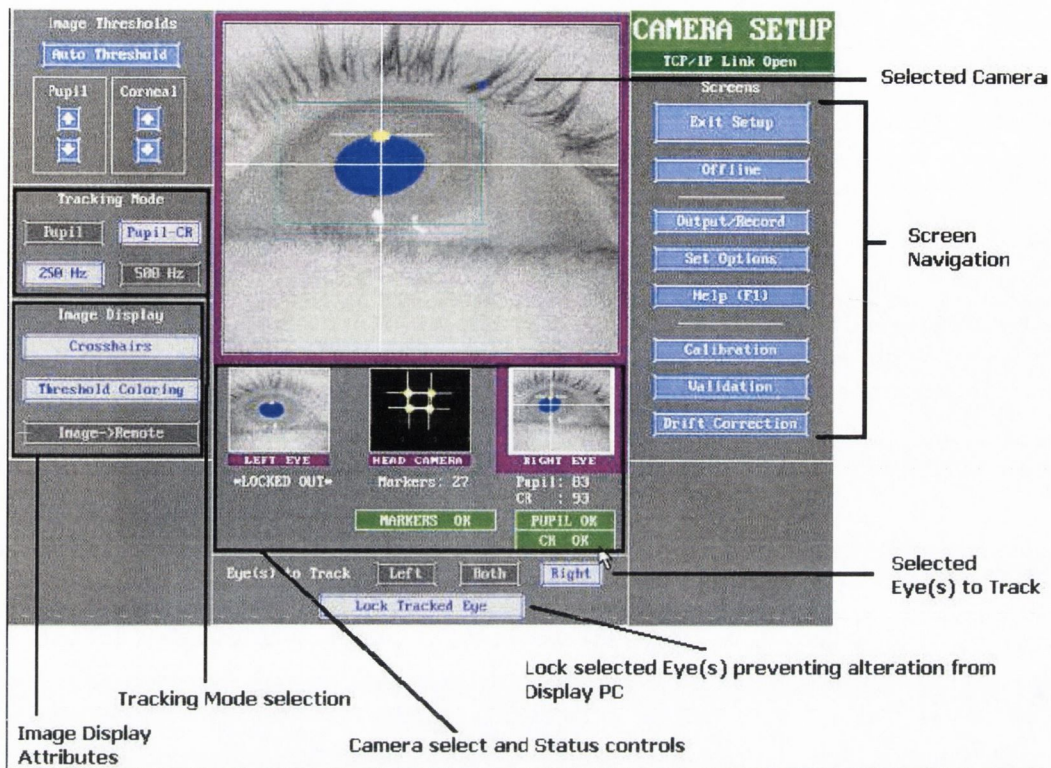 Image Thresholds
Auto Threshold
Pupil
Corneal
Tracking Mode
Pupil
Pupil-CR
250 Hz
500 Hz
Image Display
Crosshairs
Threshold Coloring
Image->Remote
LEFT EYE
*LOCKED OUT*
HEAD CAMERA
Markers: 27
MARKERS OK
RIGHT EYE
Pupil: 83
CR : 93
PUPIL OK
CR OK
Eye(s) to Track
Left
Both
Right
Lock Tracked Eye
CAMERA SETUP
TCP/IP Link Open
Screens
Exit Setup
Offline
Output/Record
Set Options
Help (F1)
Calibration
Validation
Drift Correction
Selected Camera
Screen
Navigation
Selected
Eye(s) to Track
Lock selected Eye(s) preventing alteration from
Display PC
Tracking Mode selection
Camera select and Status controls
Image Display
Attributes